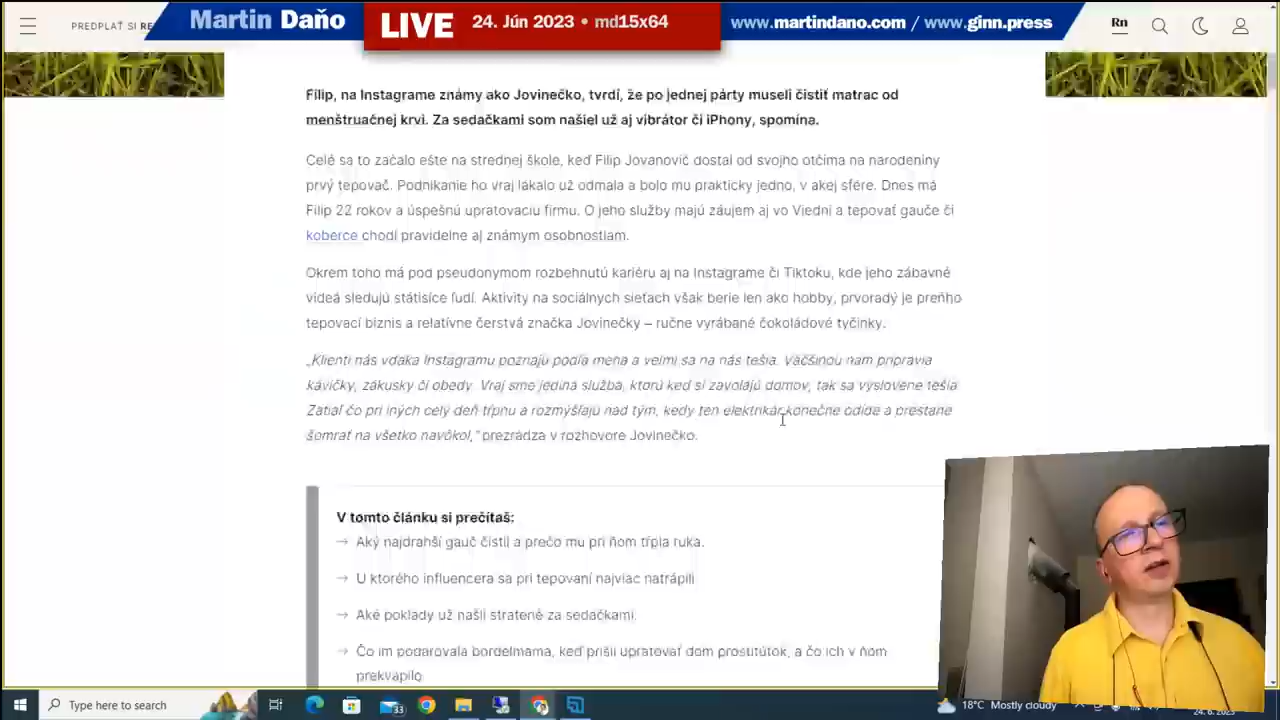 Martin Daňo
LIVE
24. Jún 2023 • md15x64
www.martindano.com / www.ginn.press
PREDPLAŤ SI RE
Rn
Filip, na Instagrame známy ako Jovinečko, tvrdí, že po jednej párty museli čistiť matrac od
menštruačnej krvi. Za sedačkami som našiel už aj vibrátor či iPhony, spomína.
Celé sa to začalo ešte na strednej škole, keď Filip Jovanovič dostal od svojho otčima na narodeniny
prvý tepovač. Podnikanie ho vraj lákalo už odmala a bolo mu prakticky jedno, v akej sfére. Dnes má
Filip 22 rokov a úspešnú upratovaciu firmu. O jeho služby majú záujem aj vo Viedni a tepovať gauče či
koberce chodí pravidelne aj známym osobnostiam.
Okrem toho má pod pseudonymom rozbehnutú kariéru aj na Instagrame či Tiktoku, kde jeho zábavné
videá sledujú státisíce ľudí. Aktivity na sociálnych sieťach však berie len ako hobby, prvoradý je preňho
tepovací biznis a relatívne čerstvá značka Jovinečky – ručne vyrábané čokoládové tyčinky.
„Klienti nás vďaka Instagramu poznajú podľa mena a veľmi sa na nás tešia. Väčšinou nám pripravia
kávičky, zákusky či obedy. Vraj sme jediná služba, ktorú keď si zavolajú domov, tak sa vyslovene tešia
Zatiaľ čo pri iných celý deň tŕpnu a rozmýšľajú nad tým, kedy ten elektrikár konečne odíde a prestane
šomrať na všetko navôkol,“ prezrádza v rozhovore Jovinečko.
V tomto článku si prečítaš:
→ Aký najdrahší gauč čistil a prečo mu pri ňom tŕpla ruka.
→ U ktorého influencera sa pri tepovaní najviac natrápili
→ Aké poklady už našli stratené za sedačkami.
→ Čo im podarovala bordelmama, keď prišli upratovať dom prostitútok, a čo ich v ňom
prekvapilo
Type here to search
33
18°C Mostly cloudy
24. 6. 2023